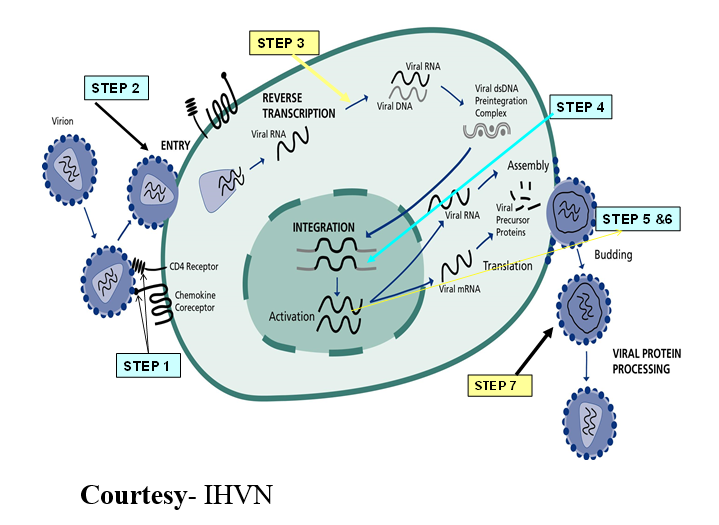 STEP 3
STEP 2
Virion
ENTRY
REVERSE
TRANSCRIPTION
Viral RNA
Viral RNA
Viral DNA
Viral dsDNA
Preintegration
Complex
STEP 4
Assembly
Viral RNA
Viral
Precursor
Proteins
STEP 5 &6
INTEGRATION
Translation
Budding
CD4 Receptor
Chemokine
Coreceptor
Viral mRNA
Activation
STEP 1
STEP 7
VIRAL PROTEIN
PROCESSING
Courtesy- IHVN